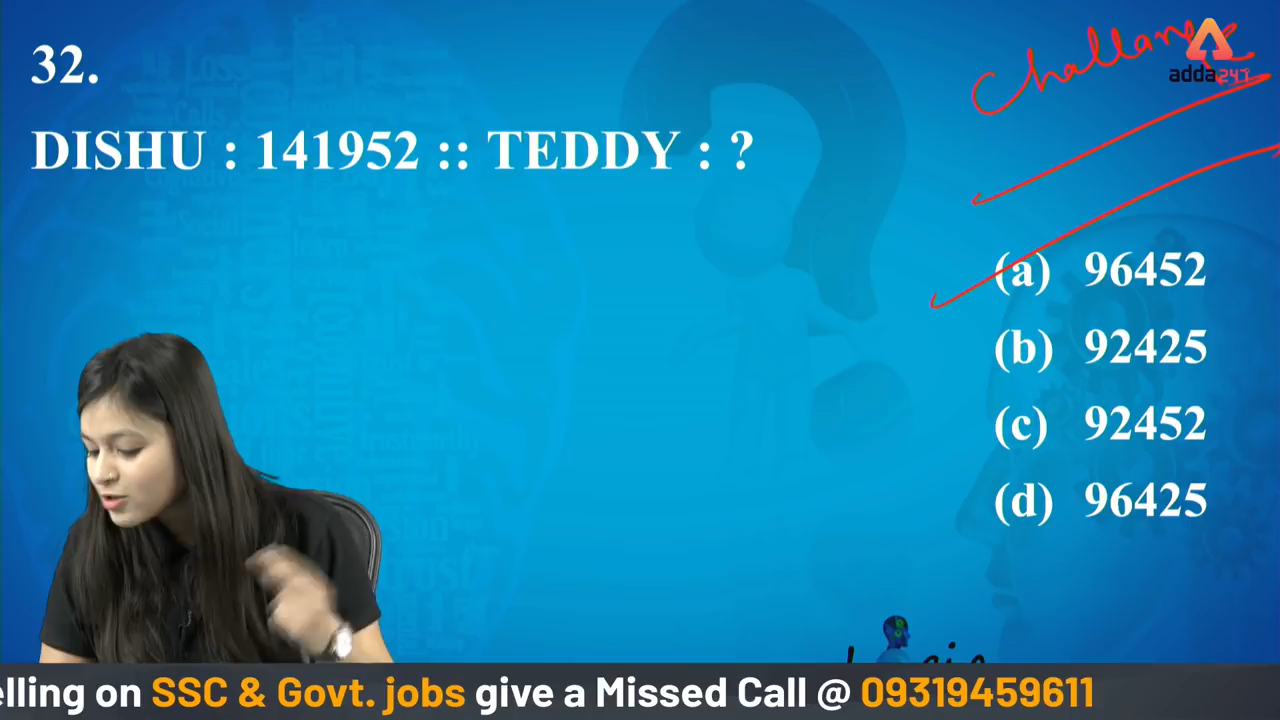 32.
Challange
adda247
DISHU : 141952 :: TEDDY : ?
(a) 96452
(b) 92425
(c) 92452
(d) 96425
elling on SSC & Govt. jobs give a Missed Call @ 09319459611